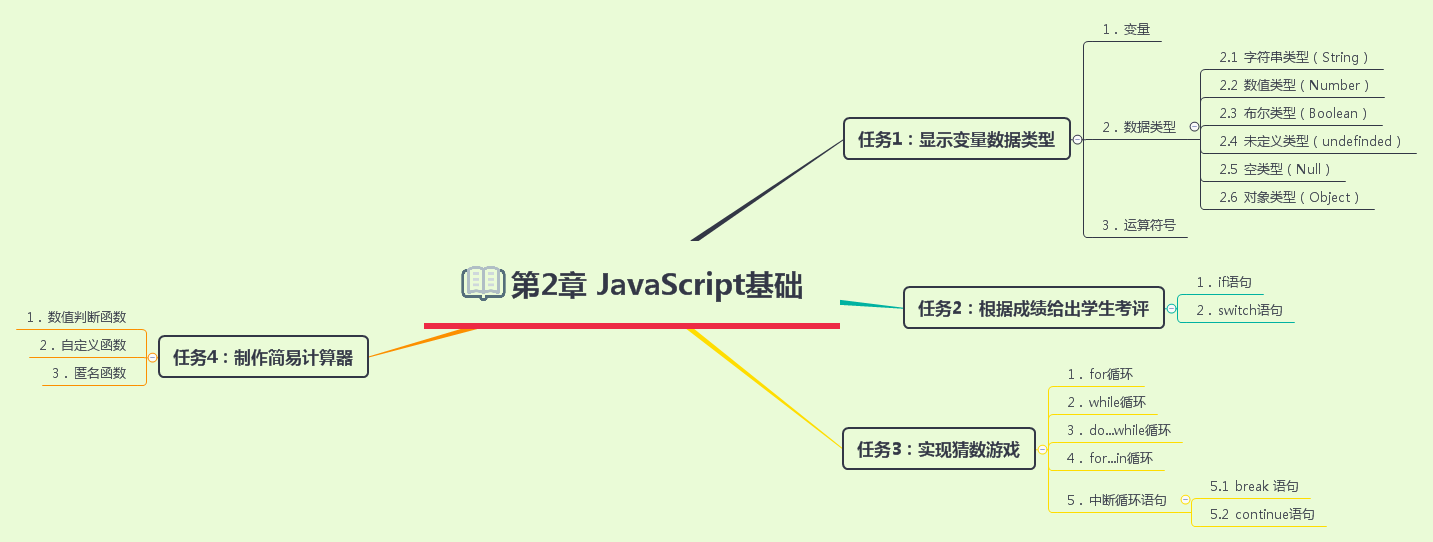 第2章 JavaScript基础
任务1：显示变量数据类型
1．变量
2．数据类型
2.1 字符串类型（String）
2.2 数值类型（Number）
2.3 布尔类型（Boolean）
2.4 未定义类型（undefinded）
2.5 空类型（Null）
2.6 对象类型（Object）
3．运算符号
任务2：根据成绩给出学生考评
1．if语句
2．switch语句
任务3：实现猜数游戏
1．for循环
2．while循环
3．do...while循环
4．for...in循环
5．中断循环语句
5.1 break 语句
5.2 continue语句
任务4：制作简易计算器
1．数值判断函数
2．自定义函数
3．匿名函数